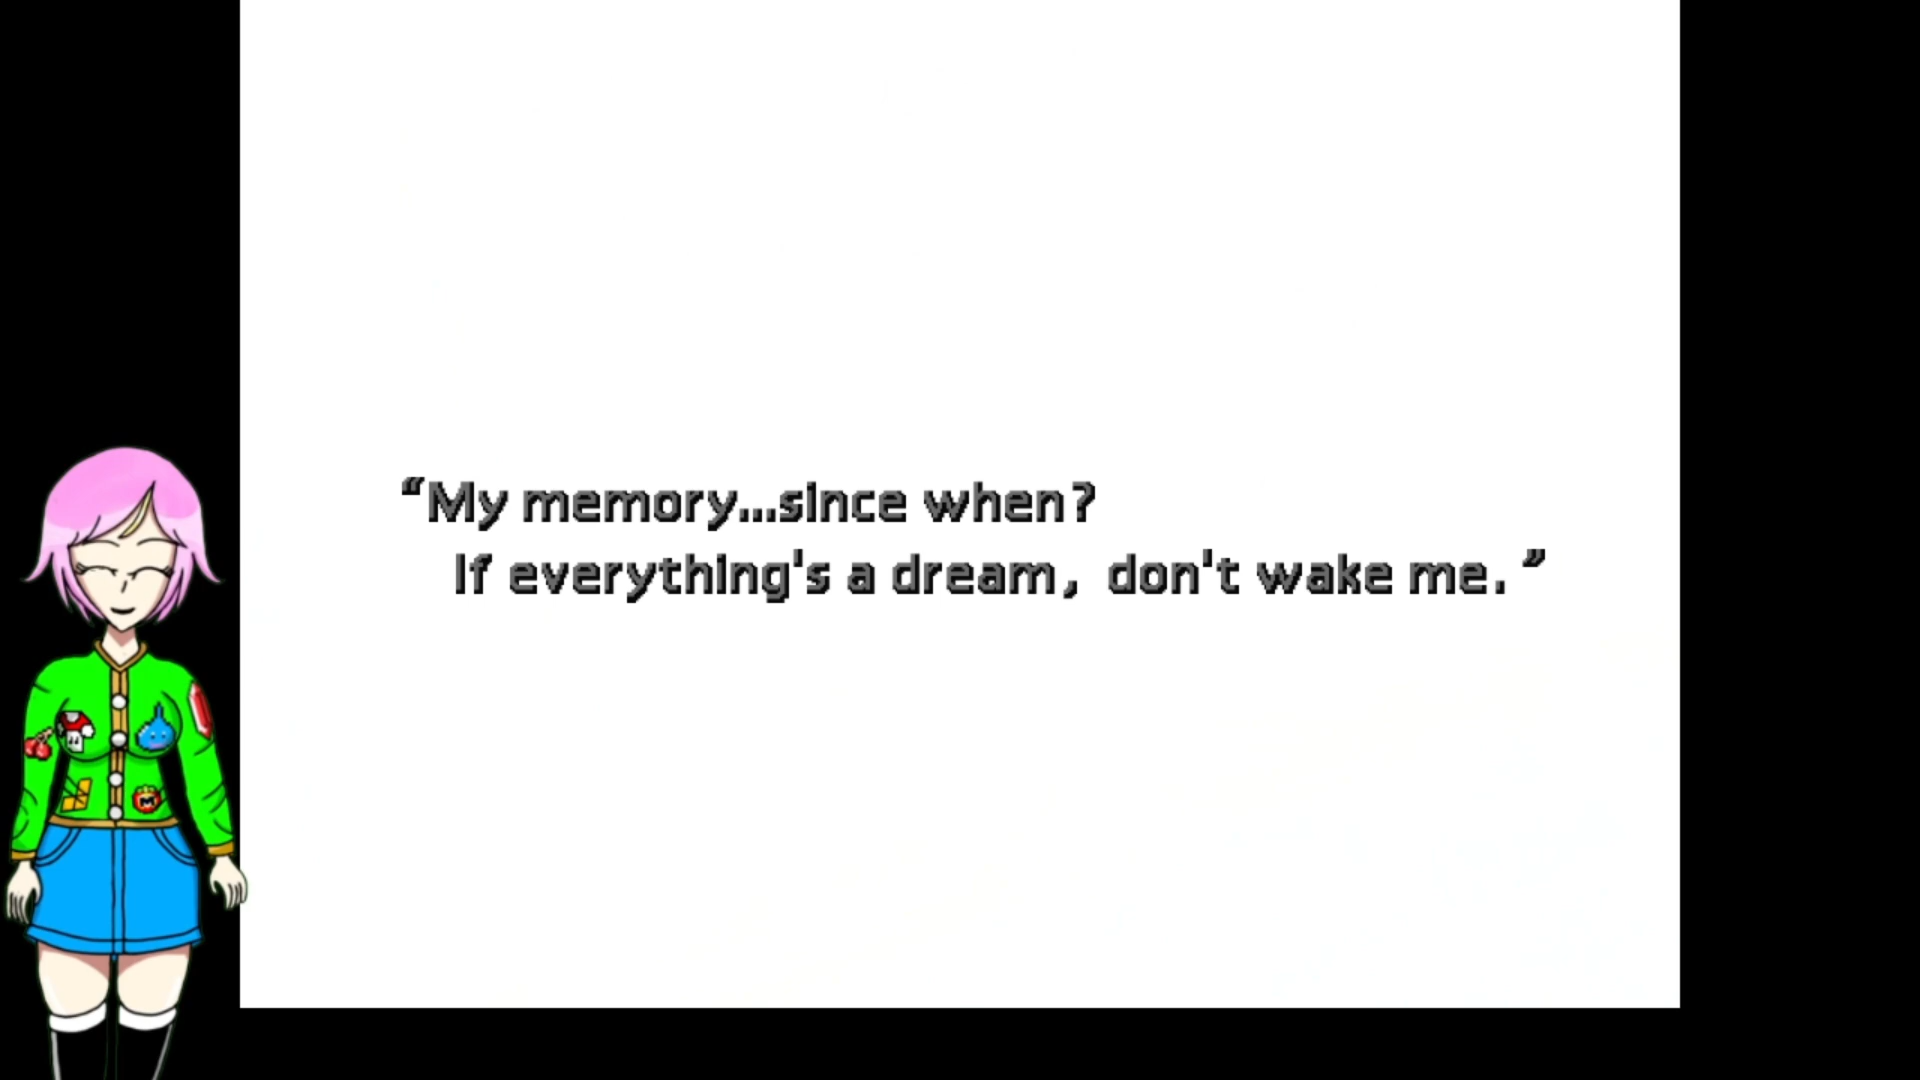 “My memory...since when?
If everything's a dream, don't wake me.”
M